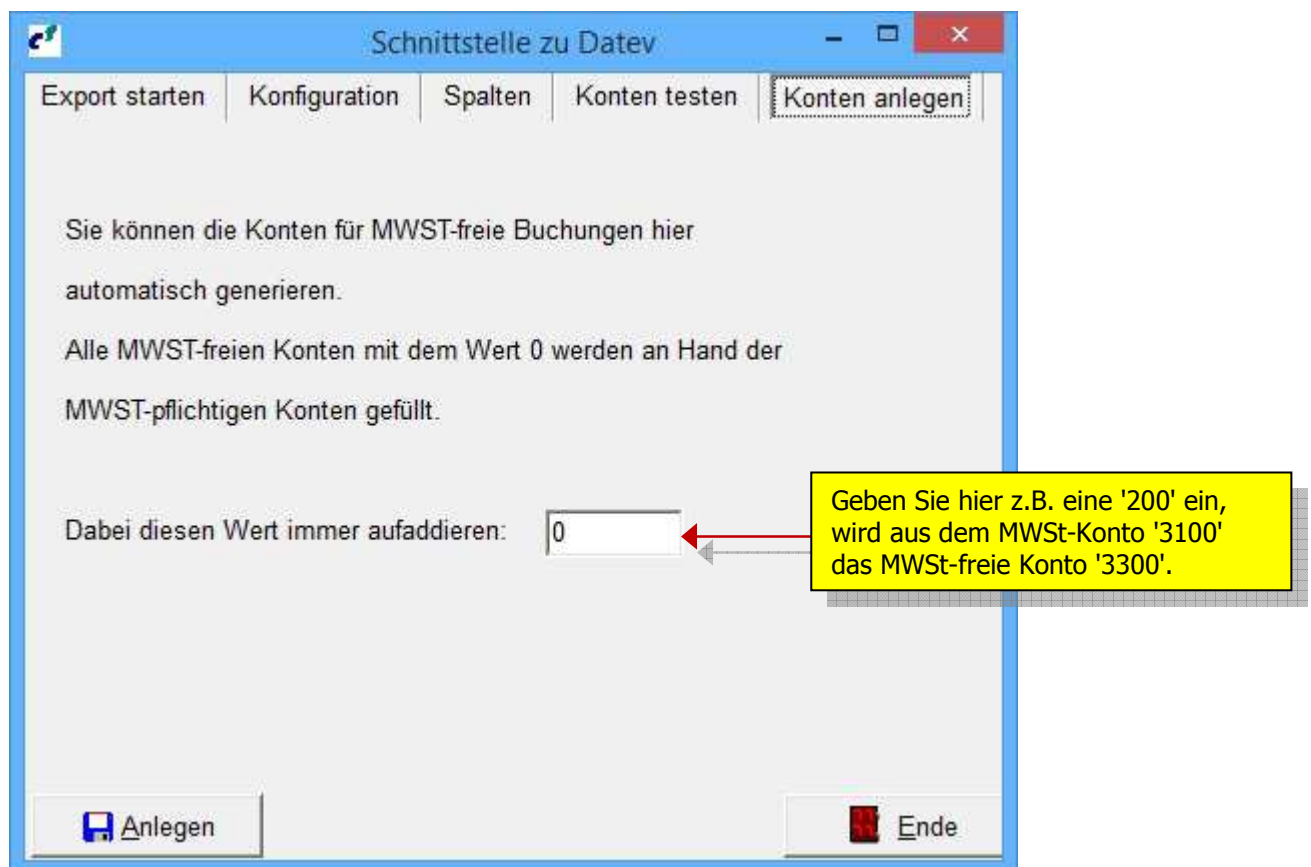 Schnittstelle zu Datev
Export starten Konfiguration Spalten Konten testen Konten anlegen
Sie können die Konten für MWST-freie Buchungen hier
automatisch generieren.
Alle MWST-freien Konten mit dem Wert 0 werden an Hand der
MWST-pflichtigen Konten gefüllt.
Dabei diesen Wert immer aufaddieren: 0
Geben Sie hier z.B. eine '200' ein,
wird aus dem MWSt-Konto '3100'
das MWSt-freie Konto '3300'.
Anlegen Ende